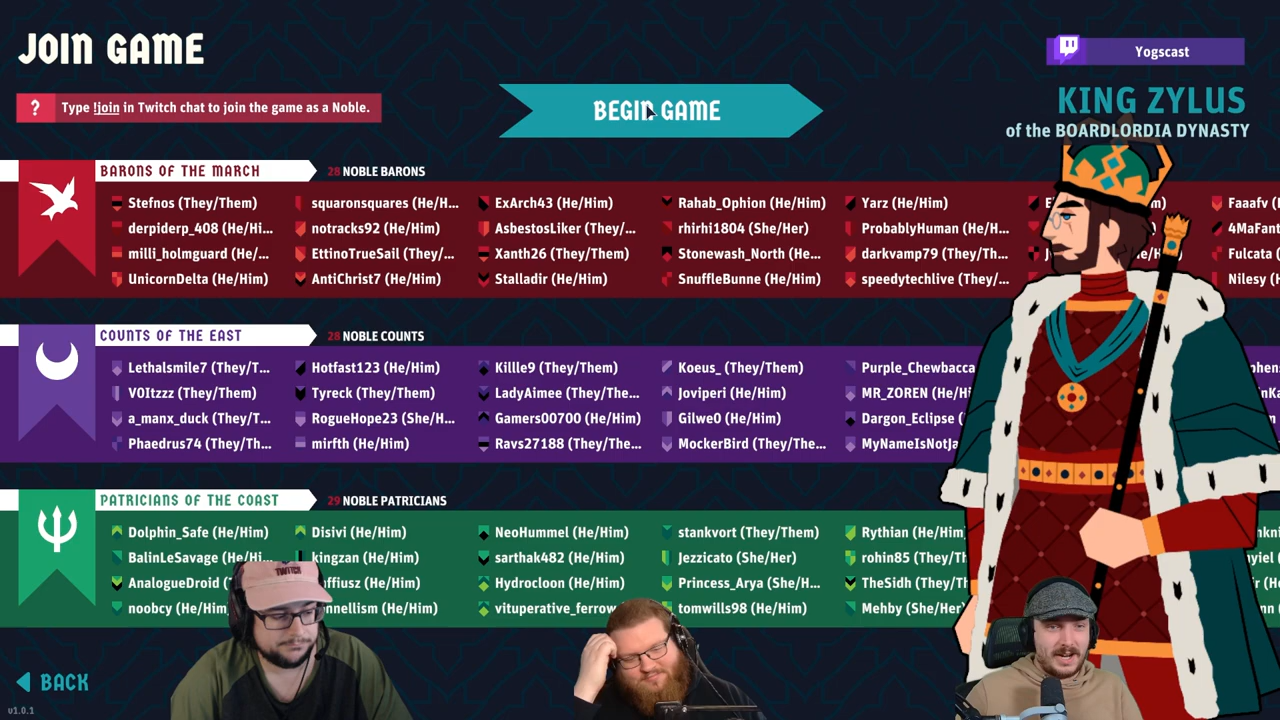 JOIN GAME
Yogscast
? Type !join in Twitch chat to join the game as a Noble.
BEGIN GAME
KING ZYLUS
of the BOARDLORDIA DYNASTY
BARONS OF THE MARCH 28 NOBLE BARONS
Stefnos (They/Them) squaronsquares (He/H... ExArch43 (He/Him) Rahab_Ophion (He/Him) Yarz (He/Him) Faaafv
derpiderp_408 (He/Hi... notracks92 (He/Him) AsbestosLiker (They/... rhirhi1804 (She/Her) ProbablyHuman (He/H... 4MaFant
milli_holmguard (He/... EttinoTrueSail (They/... Xanth26 (They/Them) Stonewash_North (He... darkvamp79 (They/Th... Fulcata
UnicornDelta (He/Him) AntiChrist7 (He/Him) Stalladir (He/Him) SnuffleBunne (He/Him) speedytechlive (They/... Nilesy
COUNTS OF THE EAST 28 NOBLE COUNTS
Lethalsmile7 (They/T... Hotfast123 (He/Him) Killle9 (They/Them) Koeus_ (They/Them) Purple_Chewbacca
VOItzzz (They/Them) Tyreck (They/Them) LadyAimee (They/The... Joviperi (He/Him) MR_ZOREN (He/Hi
a_manx_duck (They/T... RogueHope23 (She/H... Gamers00700 (He/Him) Gilwe0 (He/Him) Dargon_Eclipse
Phaedrus74 (They/Th... mirfth (He/Him) Ravs27188 (They/The... MockerBird (They/The... MyNameIsNotJa
PATRICIANS OF THE COAST 29 NOBLE PATRICIANS
Dolphin_Safe (He/Him) Disivi (He/Him) NeoHummel (He/Him) stankvort (They/Them) Rythian (He/Him
BalinLeSavage (He/Hi... kingzan (He/Him) sarthak482 (He/Him) Jezzicato (She/Her) rohin85 (They/Th
AnalogueDroid (He/Him) Hydrocloon (He/Him) Princess_Arya (She/H... TheSidh (They/T
noobcy (He/Him (He/Him) vituperative_ferrow tomwills98 (He/Him) Mehby (She/Her)
TWITCH
BACK
v1.0.1